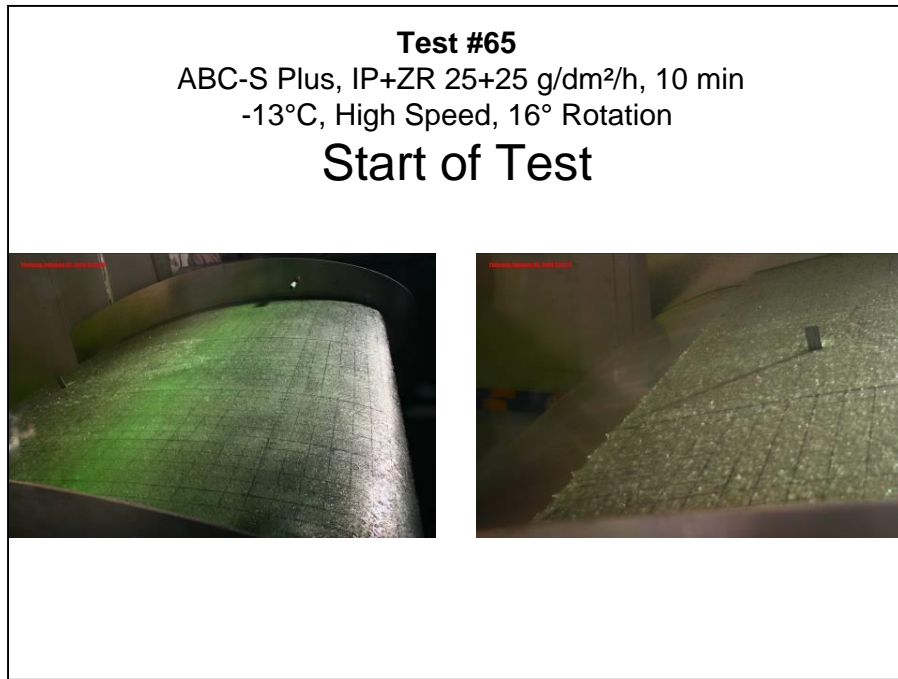 Test #65
ABC-S Plus, IP+ZR 25+25 g/dm²/h, 10 min
-13°C, High Speed, 16° Rotation
Start of Test